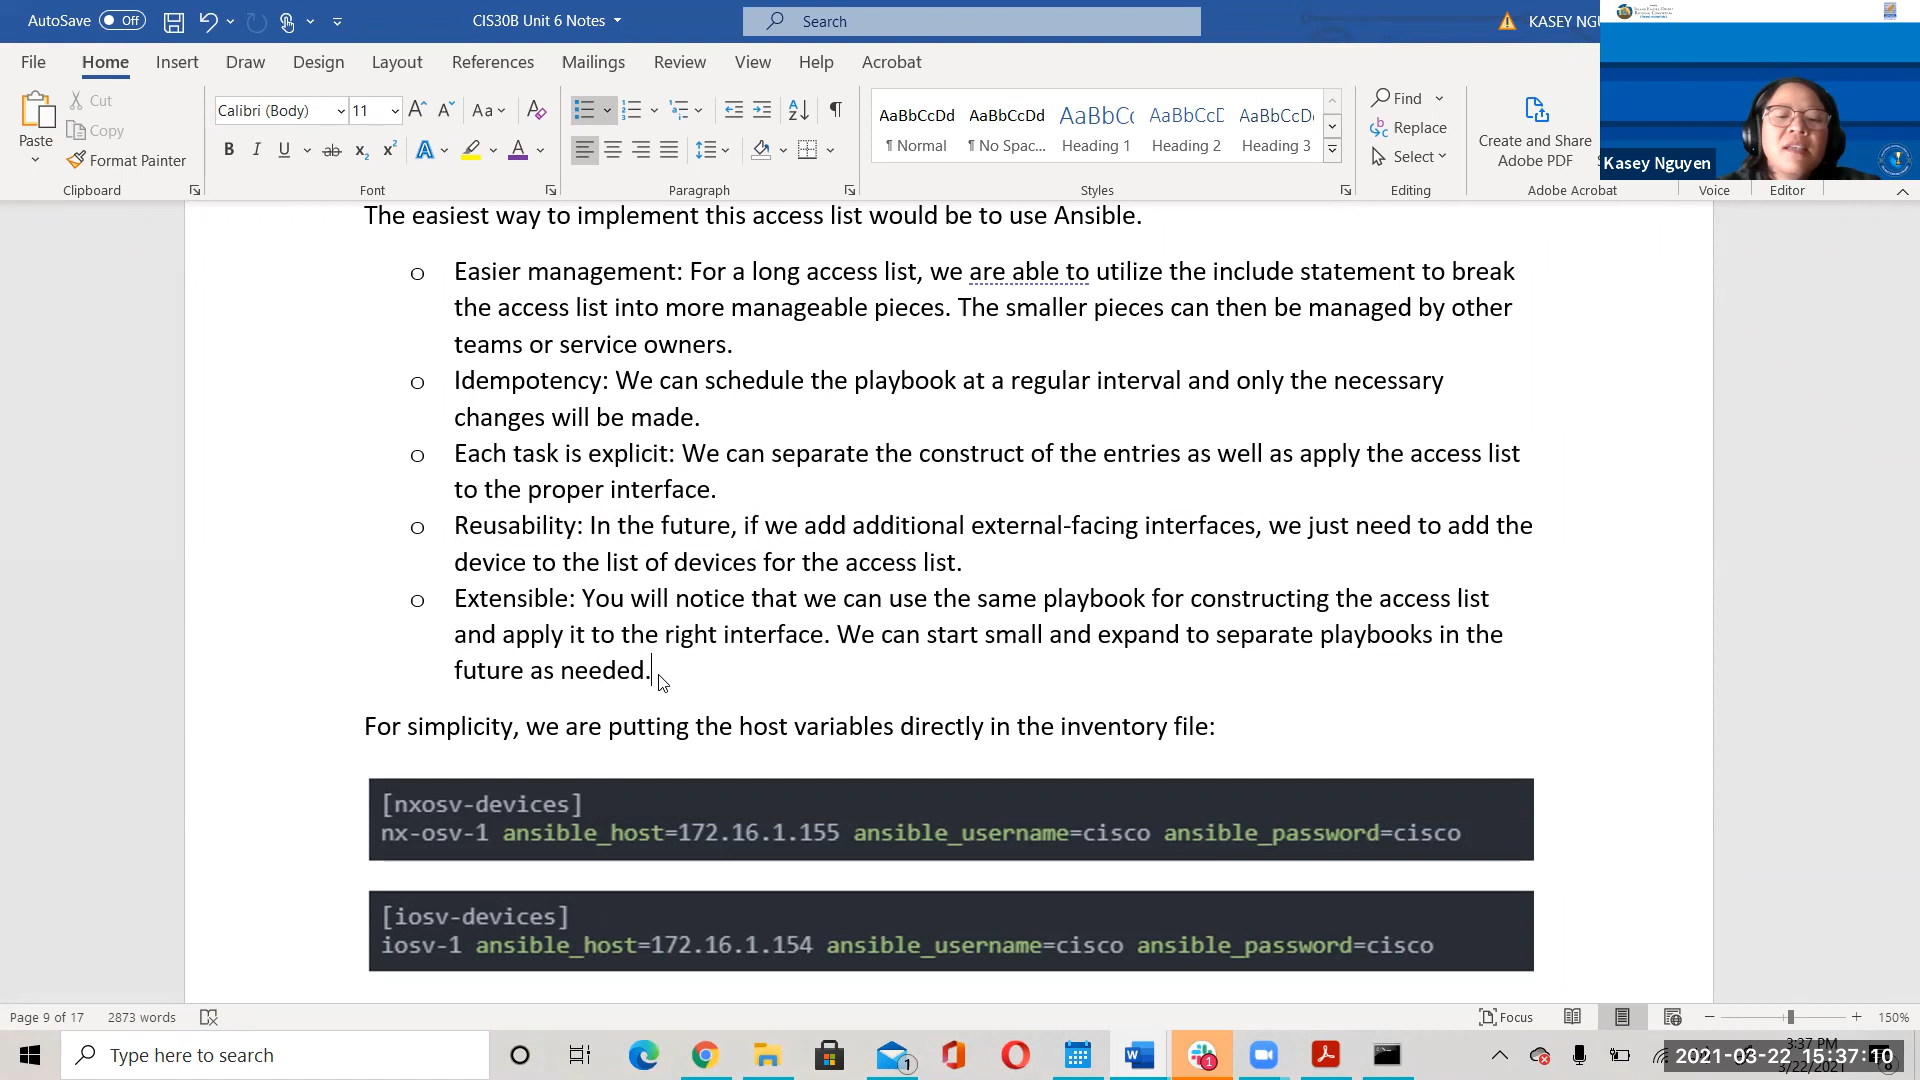 AutoSave Off
CIS30B Unit 6 Notes
Search
KASEY NGU
File Home Insert Draw Design Layout References Mailings Review View Help Acrobat
Paste
Cut
Copy
Format Painter
Clipboard
Calibri (Body) 11
Font
Paragraph
AaBbCcDd AaBbCcDd AaBbCc AaBbCcD AaBbCcDd
¶ Normal ¶ No Spac... Heading 1 Heading 2 Heading 3
Styles
Find
Replace
Select
Editing
Create and Share
Adobe PDF
Adobe Acrobat
Voice
Editor
Kasey Nguyen
The easiest way to implement this access list would be to use Ansible.
o Easier management: For a long access list, we are able to utilize the include statement to break
the access list into more manageable pieces. The smaller pieces can then be managed by other
teams or service owners.
o Idempotency: We can schedule the playbook at a regular interval and only the necessary
changes will be made.
o Each task is explicit: We can separate the construct of the entries as well as apply the access list
to the proper interface.
o Reusability: In the future, if we add additional external-facing interfaces, we just need to add the
device to the list of devices for the access list.
o Extensible: You will notice that we can use the same playbook for constructing the access list
and apply it to the right interface. We can start small and expand to separate playbooks in the
future as needed.
For simplicity, we are putting the host variables directly in the inventory file:
[nxosv-devices]
nx-osv-1 ansible_host=172.16.1.155 ansible_username=cisco ansible_password=cisco
[iosv-devices]
iosv-1 ansible_host=172.16.1.154 ansible_username=cisco ansible_password=cisco
Page 9 of 17 2873 words
Focus
150%
Type here to search
3:37 PM
2021-03-22 15:37:10
3/22/2021